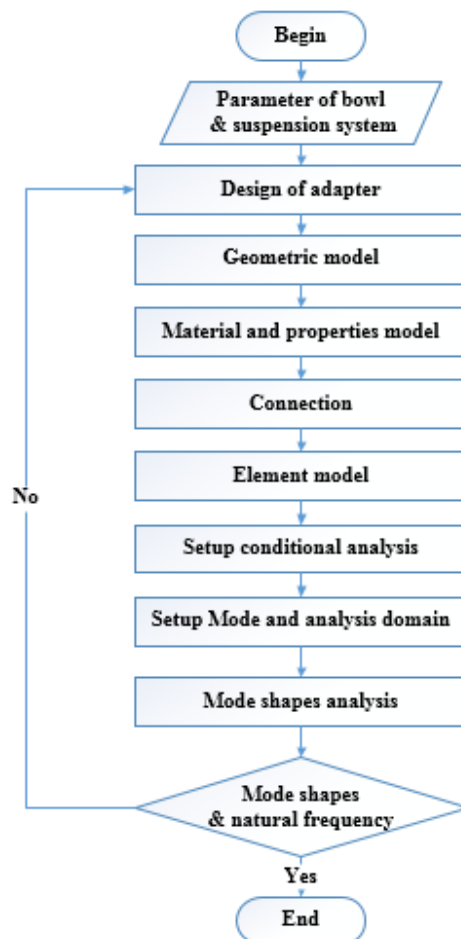 Begin
Parameter of bowl
& suspension system
Design of adapter
Geometric model
Material and properties model
Connection
Element model
No
Setup conditional analysis
Setup Mode and analysis domain
Mode shapes analysis
Mode shapes
& natural frequency
Yes
End